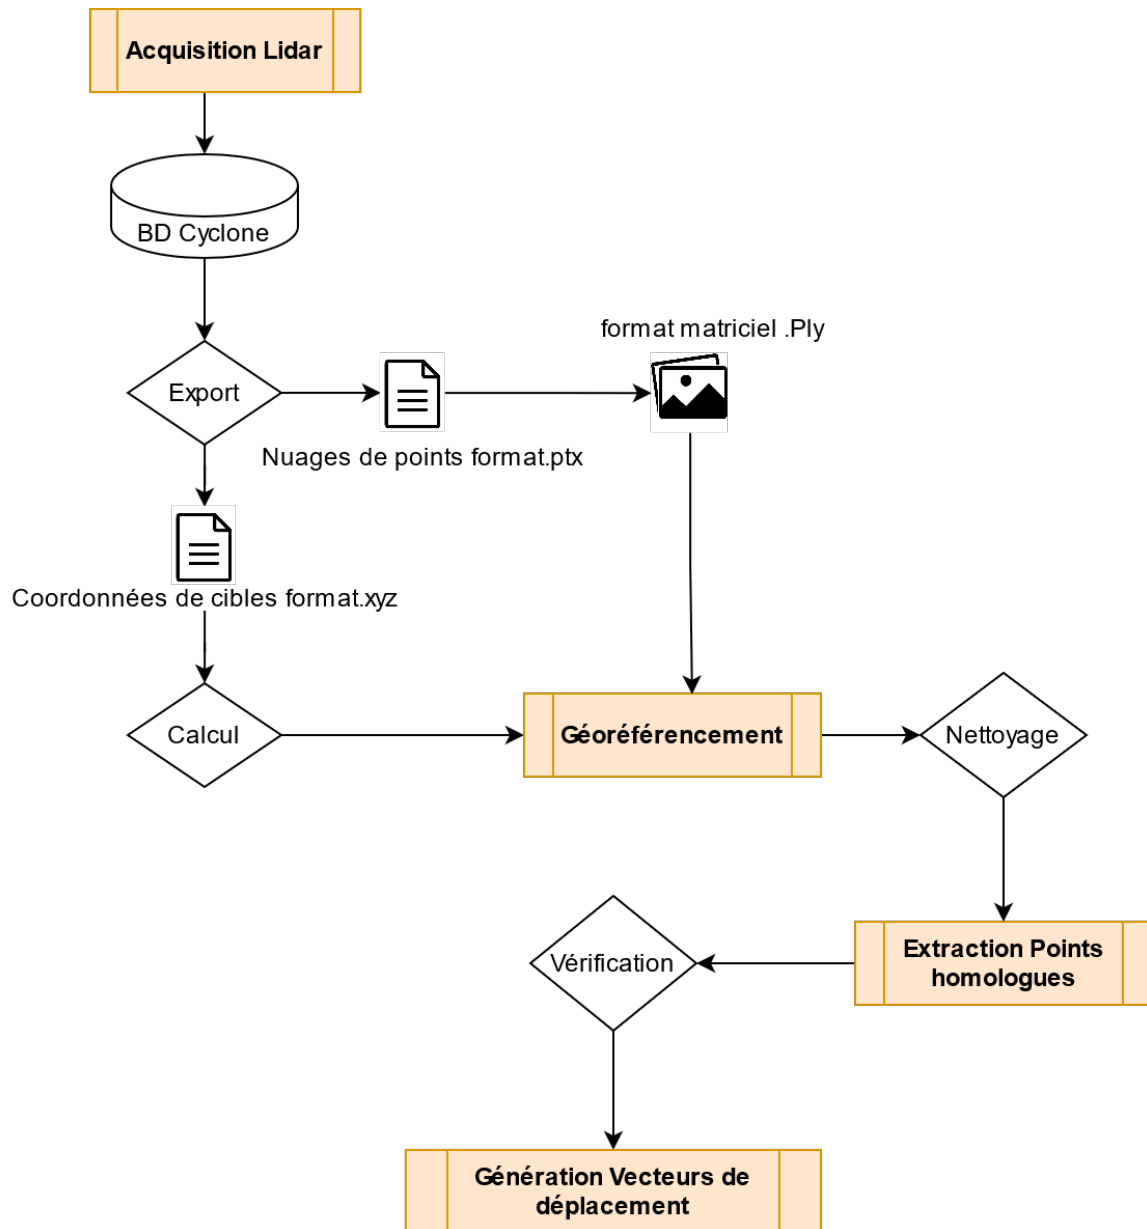 Acquisition Lidar
BD Cyclone
format matriciel .Ply
Export
Nuages de points format.ptx
Coordonnées de cibles format.xyz
Calcul
Géoréférencement
Nettoyage
Extraction Points
homologues
Vérification
Génération Vecteurs de
déplacement